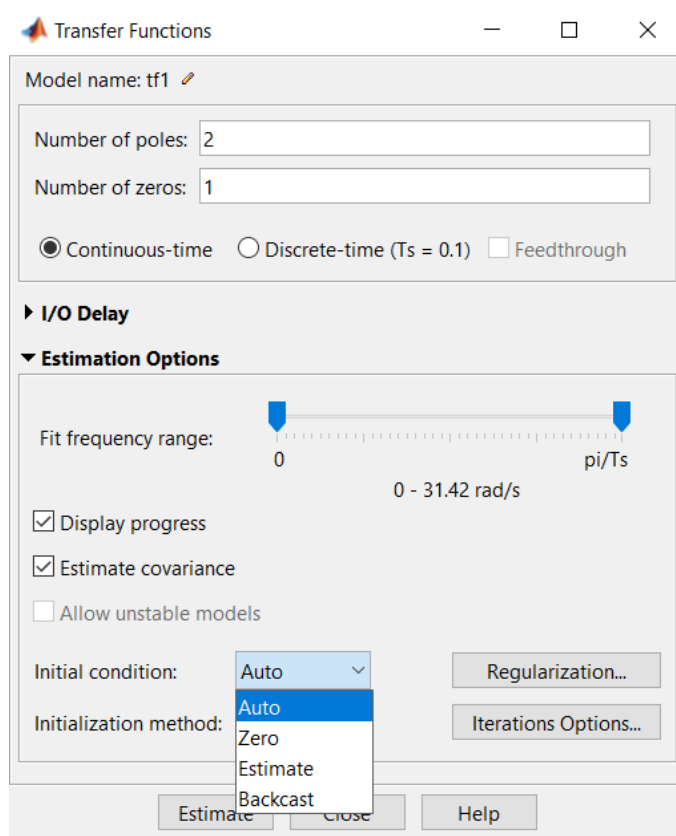 Transfer Functions
Model name: tf1
Number of poles: 2
Number of zeros: 1
Continuous-time Discrete-time (Ts = 0.1) Feedthrough
I/O Delay
Estimation Options
Fit frequency range:
0 pi/Ts
0 - 31.42 rad/s
Display progress
Estimate covariance
Allow unstable models
Initial condition: Auto Regularization...
Auto
Initialization method: Iterations Options...
Zero
Estimate
Backcast
Estimate Close Help